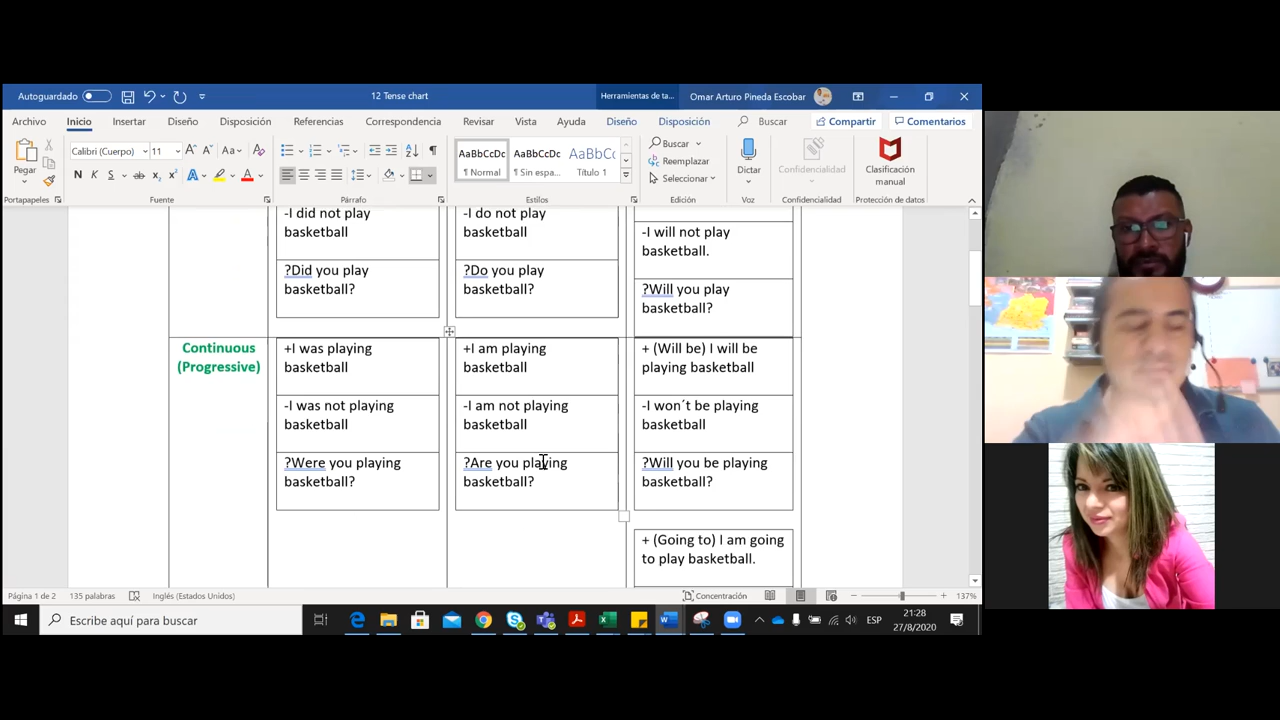 Autoguardado
12 Tense chart
Herramientas de ta...
Omar Arturo Pineda Escobar
Archivo Inicio Insertar Diseño Disposición Referencias Correspondencia Revisar Vista Ayuda Diseño Disposición Buscar Compartir Comentarios
Pegar
Calibri (Cuerpo) 11
N K S
AaBbCcDc AaBbCcDc AaBbCc
¶ Normal ¶ Sin espa... Título 1
Buscar
Reemplazar
Seleccionar
Dictar
Confidencialidad
Clasificación
manual
Portapapeles Fuente Párrafo Estilos Edición Voz Confidencialidad Protección de datos
-I did not play
basketball
-I do not play
basketball
-I will not play
basketball.
?Did you play
basketball?
?Do you play
basketball?
?Will you play
basketball?
Continuous
(Progressive)
+I was playing
basketball
+I am playing
basketball
+ (Will be) I will be
playing basketball
-I was not playing
basketball
-I am not playing
basketball
-I won´t be playing
basketball
?Were you playing
basketball?
?Are you playing
basketball?
?Will you be playing
basketball?
+ (Going to) I am going
to play basketball.
Página 1 de 2 135 palabras Inglés (Estados Unidos) Concentración 137%
Escribe aquí para buscar
ESP
21:28
27/8/2020